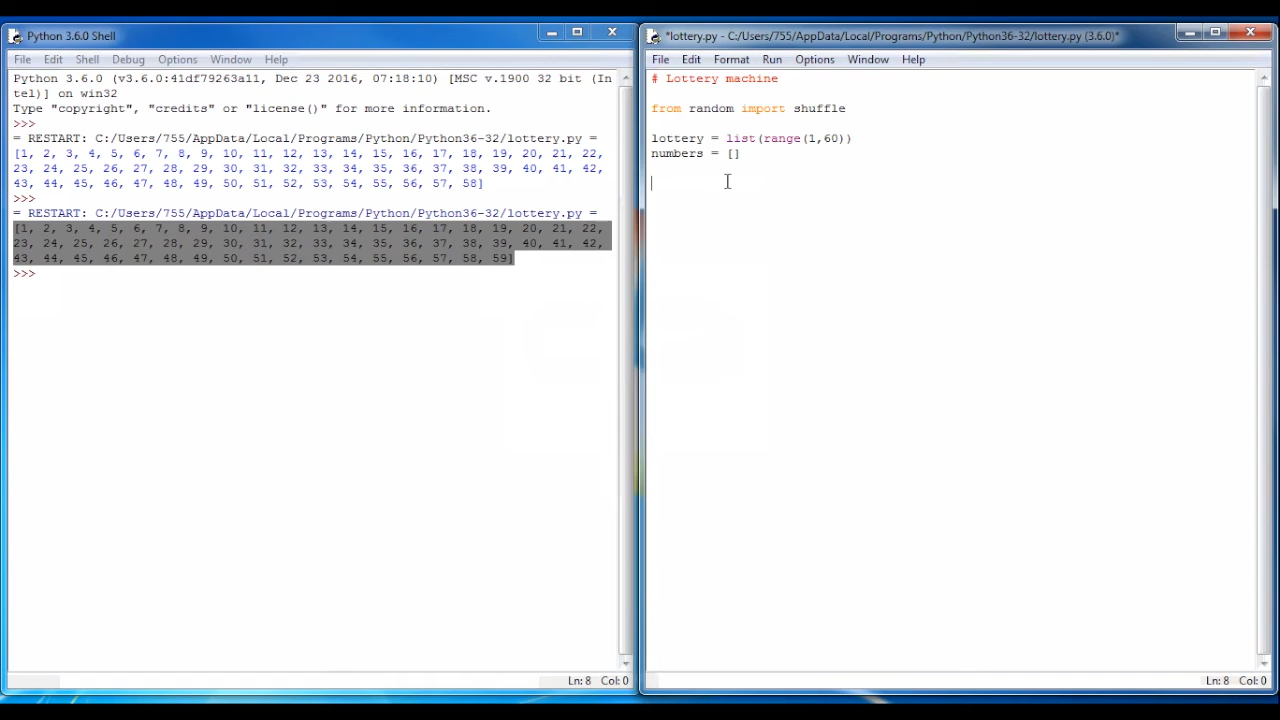 Python 3.6.0 Shell
File Edit Shell Debug Options Window Help
Python 3.6.0 (v3.6.0:41df79263a11, Dec 23 2016, 07:18:10) [MSC v.1900 32 bit (In
tel)] on win32
Type "copyright", "credits" or "license()" for more information.
>>>
= RESTART: C:/Users/755/AppData/Local/Programs/Python/Python36-32/lottery.py =
[1, 2, 3, 4, 5, 6, 7, 8, 9, 10, 11, 12, 13, 14, 15, 16, 17, 18, 19, 20, 21, 22,
23, 24, 25, 26, 27, 28, 29, 30, 31, 32, 33, 34, 35, 36, 37, 38, 39, 40, 41, 42,
43, 44, 45, 46, 47, 48, 49, 50, 51, 52, 53, 54, 55, 56, 57, 58]
>>>
= RESTART: C:/Users/755/AppData/Local/Programs/Python/Python36-32/lottery.py =
[1, 2, 3, 4, 5, 6, 7, 8, 9, 10, 11, 12, 13, 14, 15, 16, 17, 18, 19, 20, 21, 22,
23, 24, 25, 26, 27, 28, 29, 30, 31, 32, 33, 34, 35, 36, 37, 38, 39, 40, 41, 42,
43, 44, 45, 46, 47, 48, 49, 50, 51, 52, 53, 54, 55, 56, 57, 58, 59]
>>>
Ln: 8 Col: 0
*lottery.py - C:/Users/755/AppData/Local/Programs/Python/Python36-32/lottery.py (3.6.0)*
File Edit Format Run Options Window Help
# Lottery machine
from random import shuffle
lottery = list(range(1,60))
numbers = []
Ln: 8 Col: 0